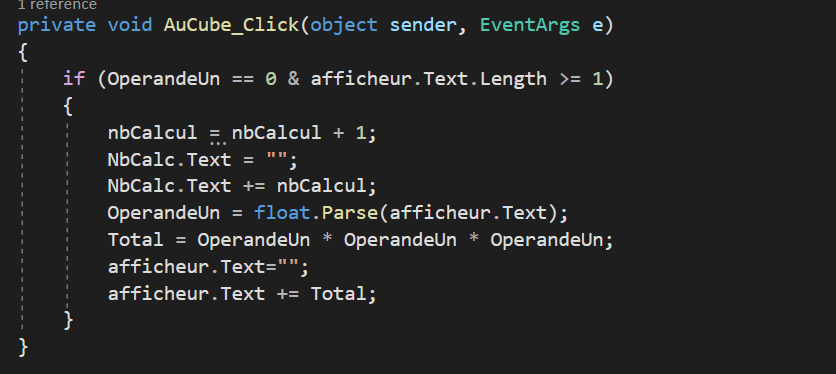 1 reference
private void AuCube_Click(object sender, EventArgs e)
{
if (OperandeUn == 0 & afficheur.Text.Length >= 1)
{
nbCalcul = nbCalcul + 1;
NbCalc.Text = "";
NbCalc.Text += nbCalcul;
OperandeUn = float.Parse(afficheur.Text);
Total = OperandeUn * OperandeUn * OperandeUn;
afficheur.Text="";
afficheur.Text += Total;
}
}